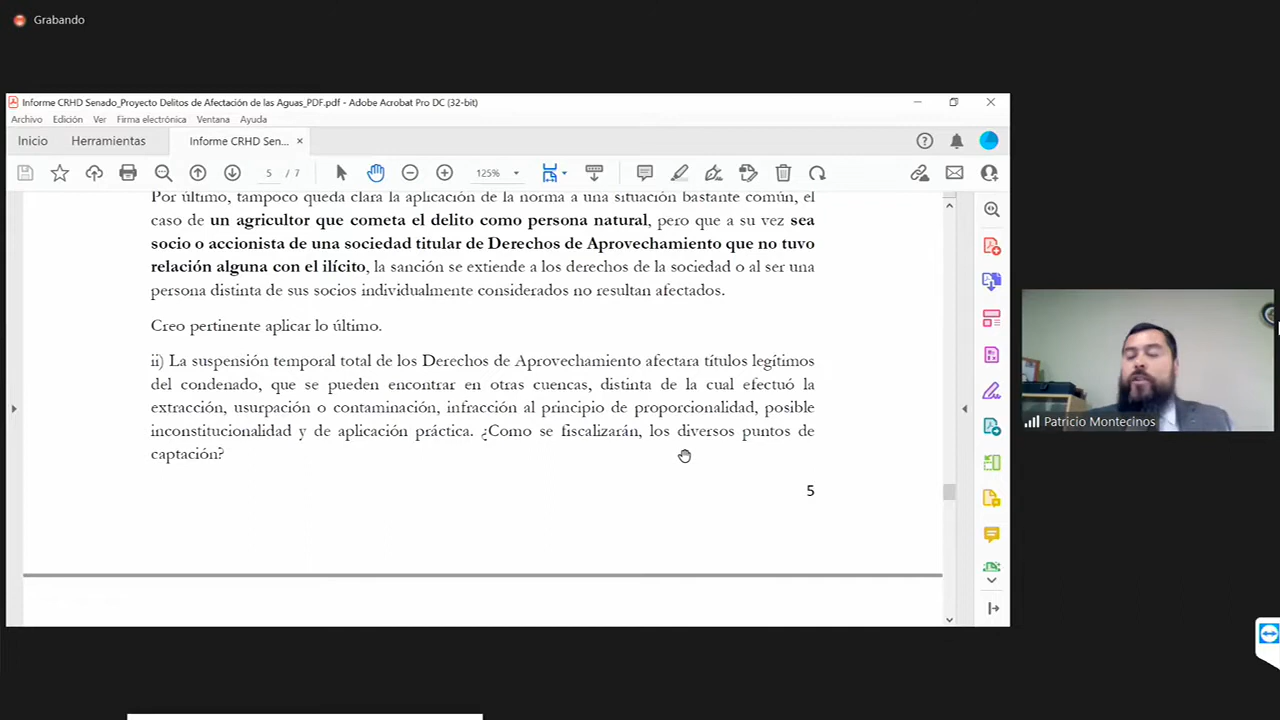 Grabando
Informe CRHD Senado_Proyecto Delitos de Afectación de las Aguas_PDF.pdf - Adobe Acrobat Pro DC (32-bit)
Archivo Edición Ver Firma electrónica Ventana Ayuda
Inicio Herramientas Informe CRHD Sen... ×
5 / 7 125%
Por último, tampoco queda clara la aplicación de la norma a una situación bastante común, el
caso de un agricultor que cometa el delito como persona natural, pero que a su vez sea
socio o accionista de una sociedad titular de Derechos de Aprovechamiento que no tuvo
relación alguna con el ilícito, la sanción se extiende a los derechos de la sociedad o al ser una
persona distinta de sus socios individualmente considerados no resultan afectados.
Creo pertinente aplicar lo último.
ii) La suspensión temporal total de los Derechos de Aprovechamiento afectara títulos legítimos
del condenado, que se pueden encontrar en otras cuencas, distinta de la cual efectuó la
extracción, usurpación o contaminación, infracción al principio de proporcionalidad, posible
inconstitucionalidad y de aplicación práctica. ¿Como se fiscalizarán, los diversos puntos de
captación?
5
Patricio Montecinos